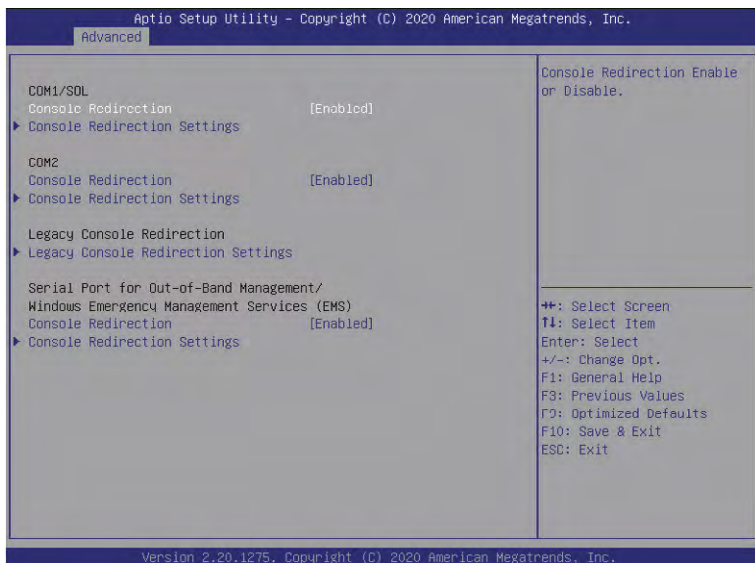 Aptio Setup Utility – Copyright (C) 2020 American Megatrends, Inc.
Advanced
COM1/SOL
Console Redirection [Enabled]
Console Redirection Settings
COM2
Console Redirection [Enabled]
Console Redirection Settings
Legacy Console Redirection
Legacy Console Redirection Settings
Serial Port for Out-of-Band Management/
Windows Emergency Management Services (EMS)
Console Redirection [Enabled]
Console Redirection Settings
Console Redirection Enable
or Disable.
→←: Select Screen
↑↓: Select Item
Enter: Select
+/-: Change Opt.
F1: General Help
F3: Previous Values
F9: Optimized Defaults
F10: Save & Exit
ESC: Exit
Version 2.20.1275. Copyright (C) 2020 American Megatrends, Inc.